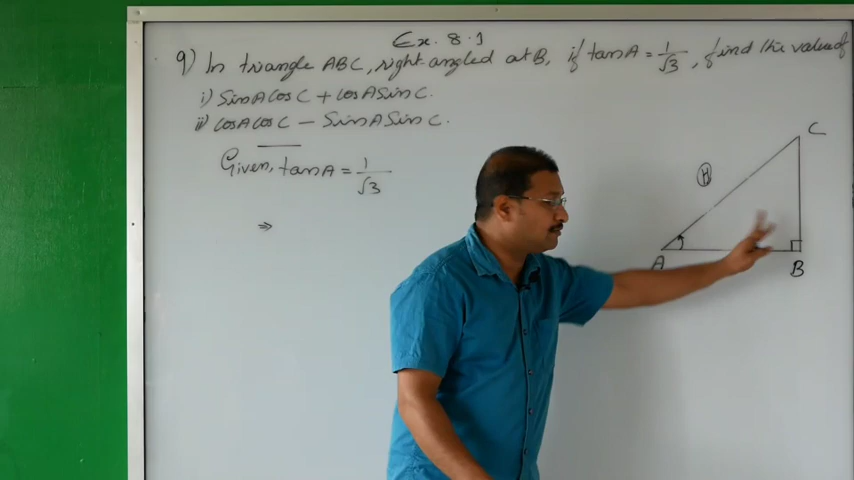 Ex. 8.1
9) In triangle ABC, right angled at B, if tan A = 1/√3, find the value of
i) Sin A Cos C + Cos A Sin C.
ii) Cos A Cos C − Sin A Sin C.
Given, tan A = 1/√3
⇒
C
H
A
B